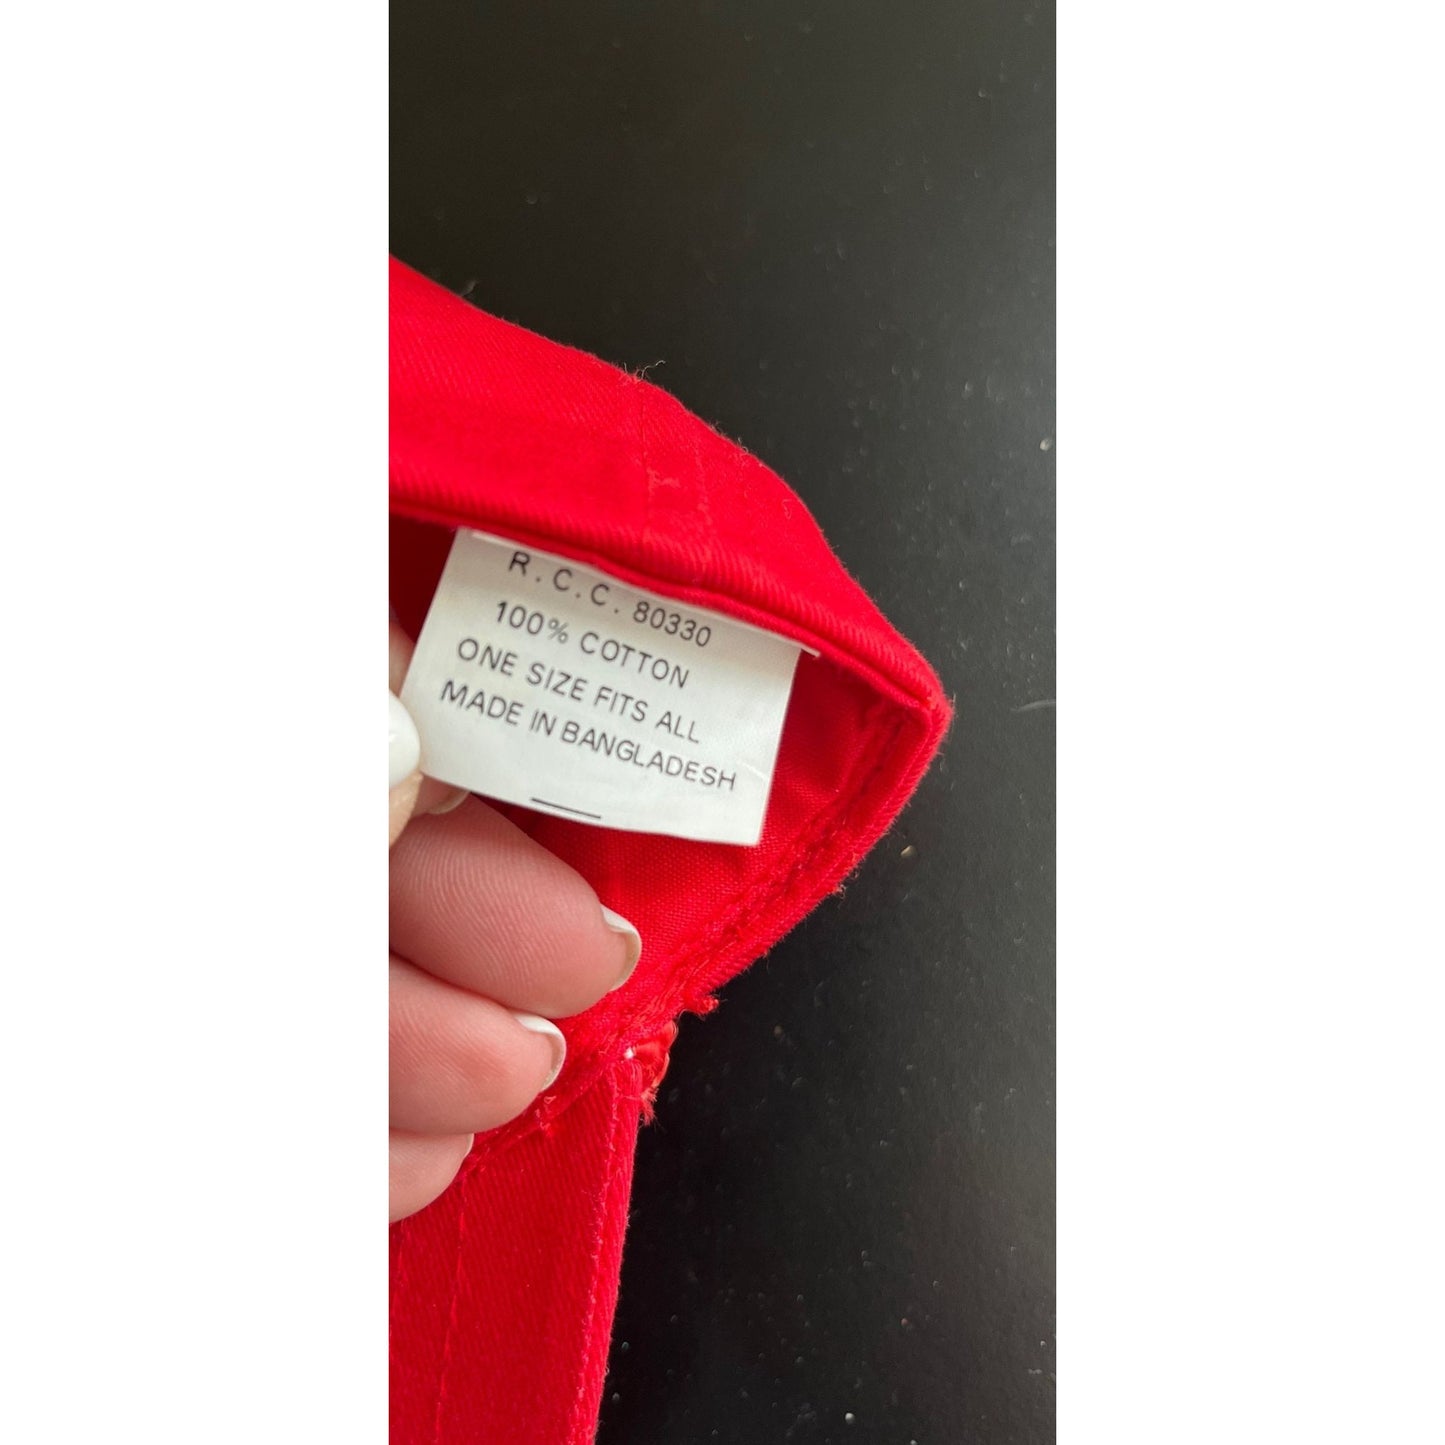 R.C.C. 80330
100% COTTON
ONE SIZE FITS ALL
MADE IN BANGLADESH